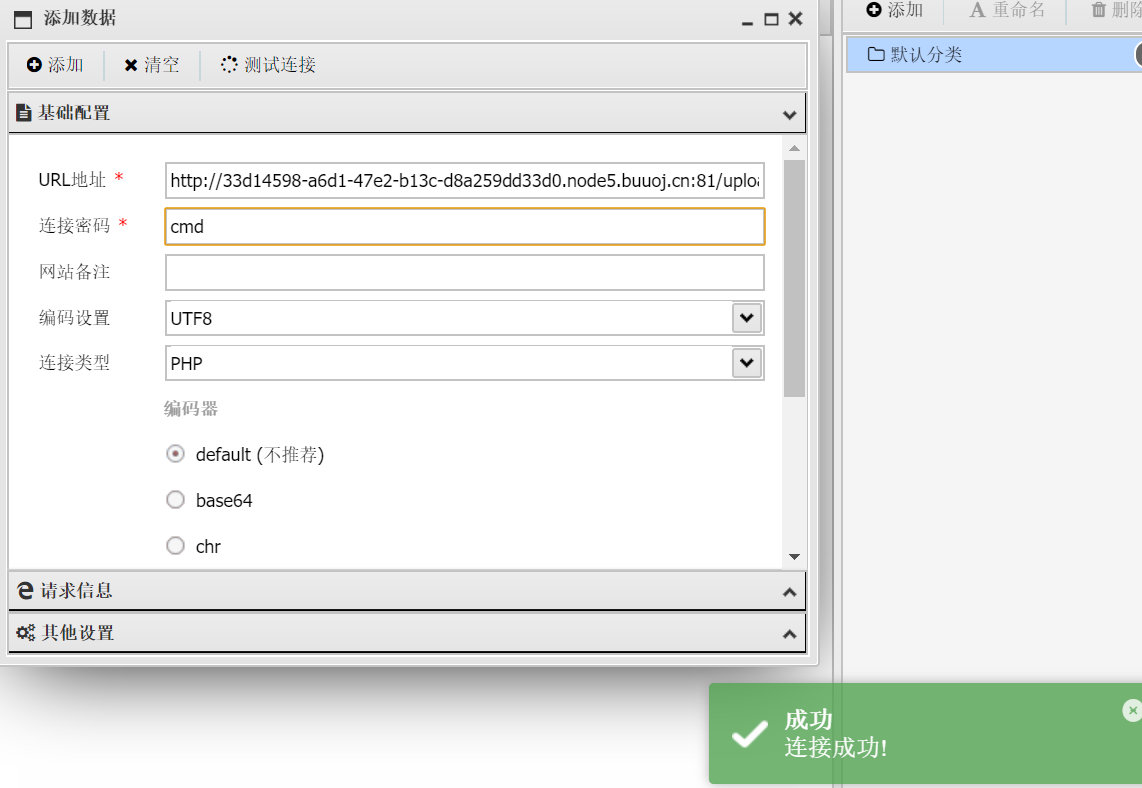 添加数据
添加 清空 测试连接
基础配置
URL地址 * http://33d14598-a6d1-47e2-b13c-d8a259dd33d0.node5.buuoj.cn:81/uploa
连接密码 * cmd
网站备注
编码设置 UTF8
连接类型 PHP
编码器
default (不推荐)
base64
chr
请求信息
其他设置
添加 重命名 删除
默认分类
成功
连接成功!